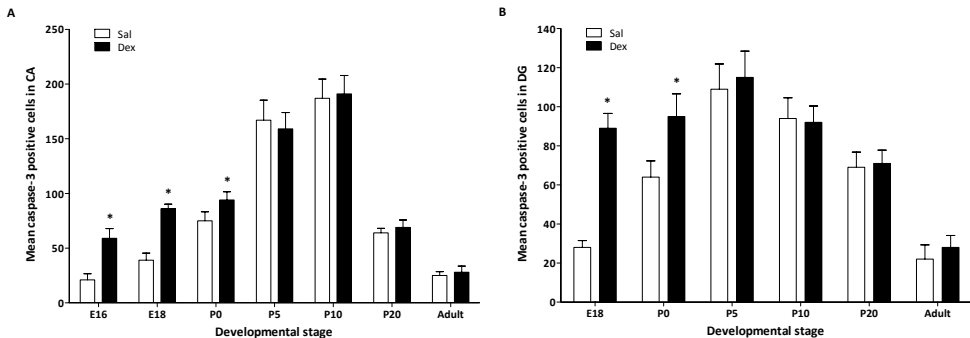 A
Sal
Dex
Mean caspase-3 positive cells in CA
250
200
150
100
50
0
*
*
*
E16 E18 P0 P5 P10 P20 Adult
Developmental stage
B
Sal
Dex
Mean caspase-3 positive cells in DG
140
120
100
80
60
40
20
0
*
*
E18 P0 P5 P10 P20 Adult
Developmental stage